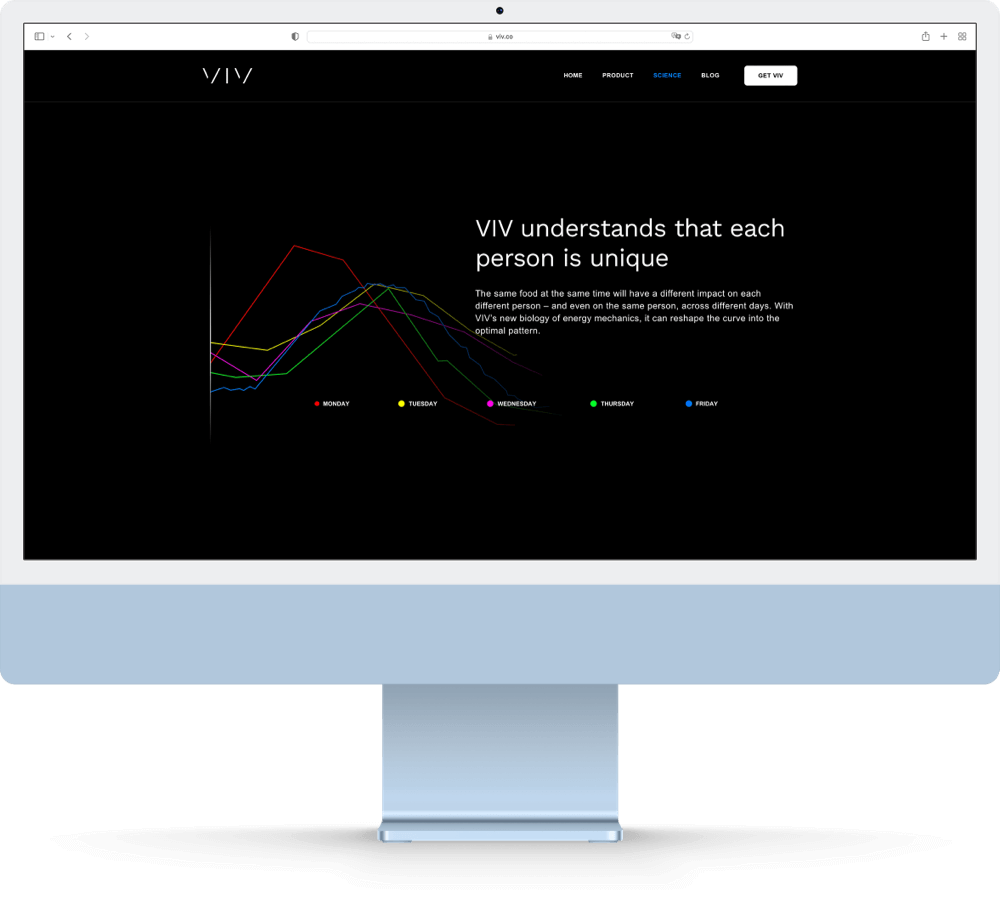 viv.co
VIV
HOME PRODUCT SCIENCE BLOG GET VIV
VIV understands that each
person is unique
The same food at the same time will have a different impact on each
different person – and even on the same person, across different days. With
VIV's new biology of energy mechanics, it can reshape the curve into the
optimal pattern.
MONDAY TUESDAY WEDNESDAY THURSDAY FRIDAY